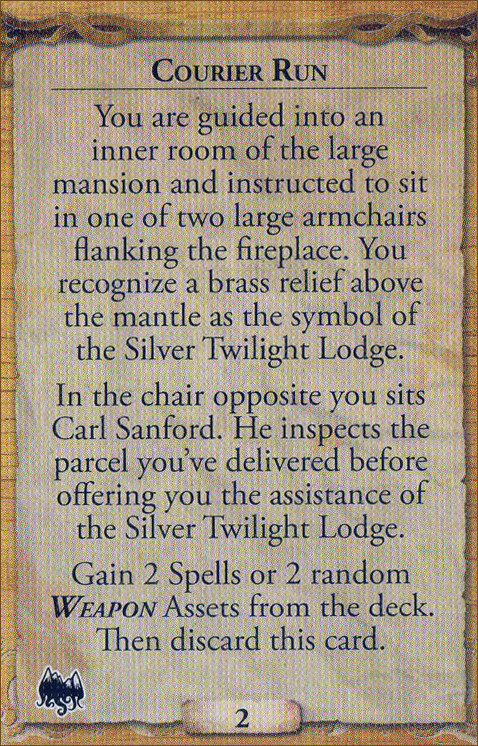 Courier Run
You are guided into an
inner room of the large
mansion and instructed to sit
in one of two large armchairs
flanking the fireplace. You
recognize a brass relief above
the mantle as the symbol of
the Silver Twilight Lodge.
In the chair opposite you sits
Carl Sanford. He inspects the
parcel you've delivered before
offering you the assistance of
the Silver Twilight Lodge.
Gain 2 Spells or 2 random
Weapon Assets from the deck.
Then discard this card.
2